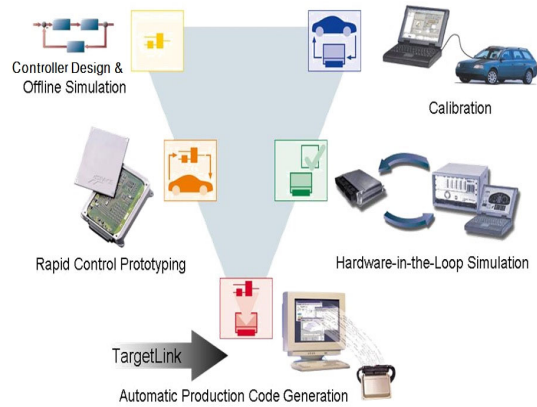 Controller Design &
Offline Simulation
Calibration
Rapid Control Prototyping
Hardware-in-the-Loop Simulation
TargetLink
Automatic Production Code Generation